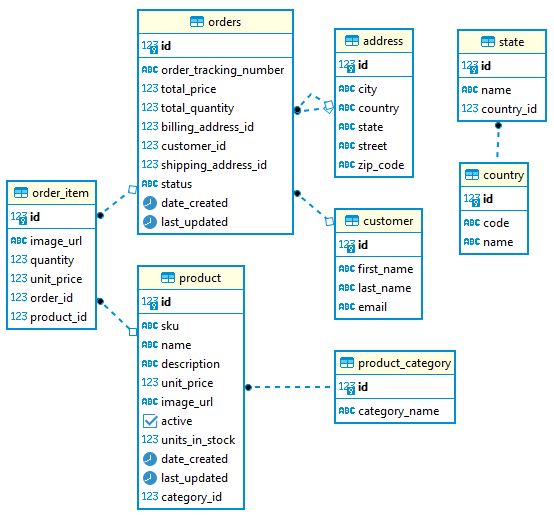 orders
123 id
ABC order_tracking_number
123 total_price
123 total_quantity
123 billing_address_id
123 customer_id
123 shipping_address_id
ABC status
date_created
last_updated
address
123 id
ABC city
ABC country
ABC state
ABC street
ABC zip_code
state
123 id
ABC name
123 country_id
country
123 id
ABC code
ABC name
order_item
123 id
ABC image_url
123 quantity
123 unit_price
123 order_id
123 product_id
customer
123 id
ABC first_name
ABC last_name
ABC email
product
123 id
ABC sku
ABC name
ABC description
123 unit_price
ABC image_url
active
123 units_in_stock
date_created
last_updated
123 category_id
product_category
123 id
ABC category_name